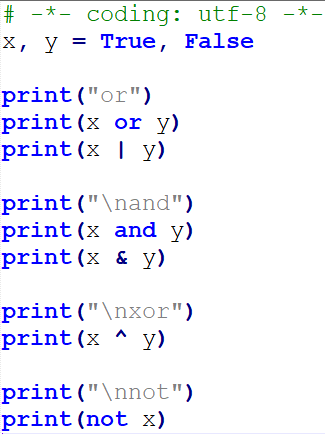 # -*- coding: utf-8 -*-
x, y = True, False
print("or")
print(x or y)
print(x | y)
print("\nand")
print(x and y)
print(x & y)
print("\nxor")
print(x ^ y)
print("\nnot")
print(not x)